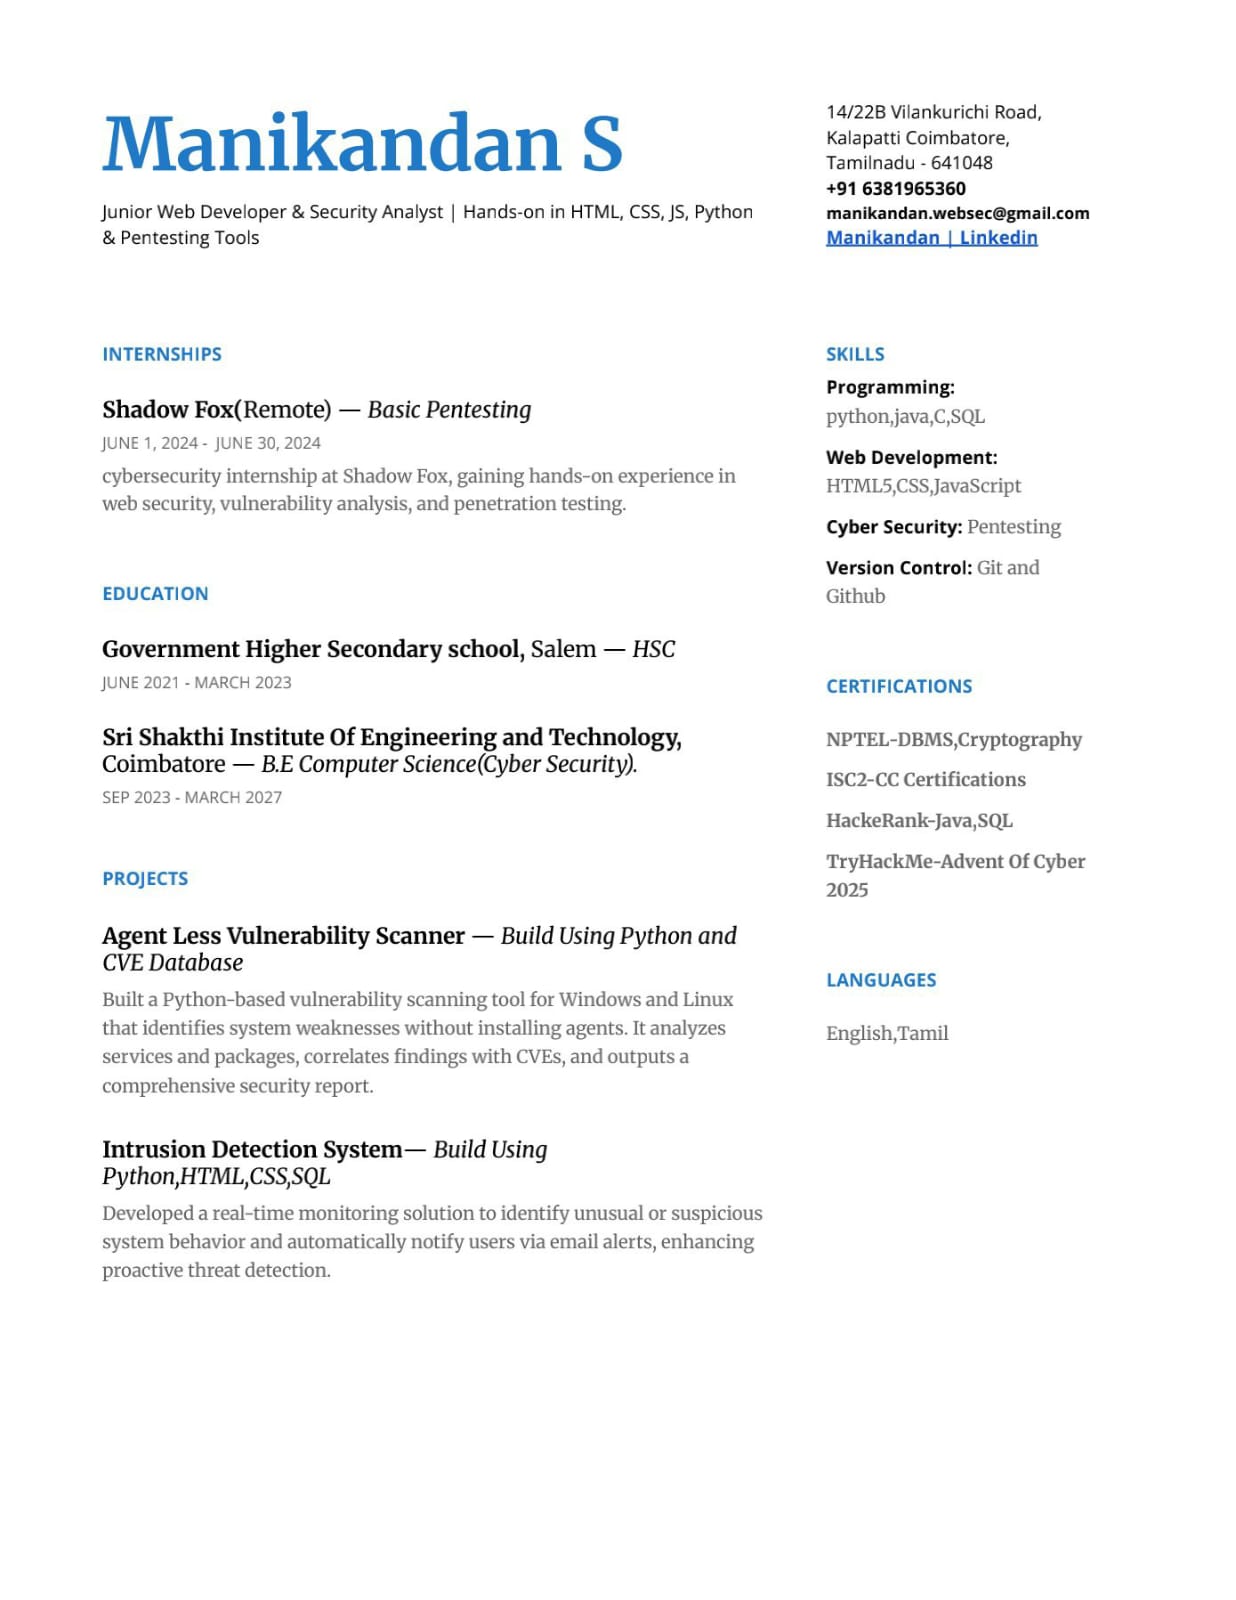 Manikandan S
Junior Web Developer & Security Analyst | Hands-on in HTML, CSS, JS, Python
& Pentesting Tools
14/22B Vilankurichi Road,
Kalapatti Coimbatore,
Tamilnadu - 641048
+91 6381965360
manikandan.websec@gmail.com
Manikandan | Linkedin
INTERNSHIPS
Shadow Fox(Remote) — Basic Pentesting
JUNE 1, 2024 - JUNE 30, 2024
cybersecurity internship at Shadow Fox, gaining hands-on experience in
web security, vulnerability analysis, and penetration testing.
EDUCATION
Government Higher Secondary school, Salem — HSC
JUNE 2021 - MARCH 2023
Sri Shakthi Institute Of Engineering and Technology,
Coimbatore — B.E Computer Science(Cyber Security).
SEP 2023 - MARCH 2027
PROJECTS
Agent Less Vulnerability Scanner — Build Using Python and
CVE Database
Built a Python-based vulnerability scanning tool for Windows and Linux
that identifies system weaknesses without installing agents. It analyzes
services and packages, correlates findings with CVEs, and outputs a
comprehensive security report.
Intrusion Detection System— Build Using
Python,HTML,CSS,SQL
Developed a real-time monitoring solution to identify unusual or suspicious
system behavior and automatically notify users via email alerts, enhancing
proactive threat detection.
SKILLS
Programming:
python,java,C,SQL
Web Development:
HTML5,CSS,JavaScript
Cyber Security: Pentesting
Version Control: Git and
Github
CERTIFICATIONS
NPTEL-DBMS,Cryptography
ISC2-CC Certifications
HackeRank-Java,SQL
TryHackMe-Advent Of Cyber
2025
LANGUAGES
English,Tamil